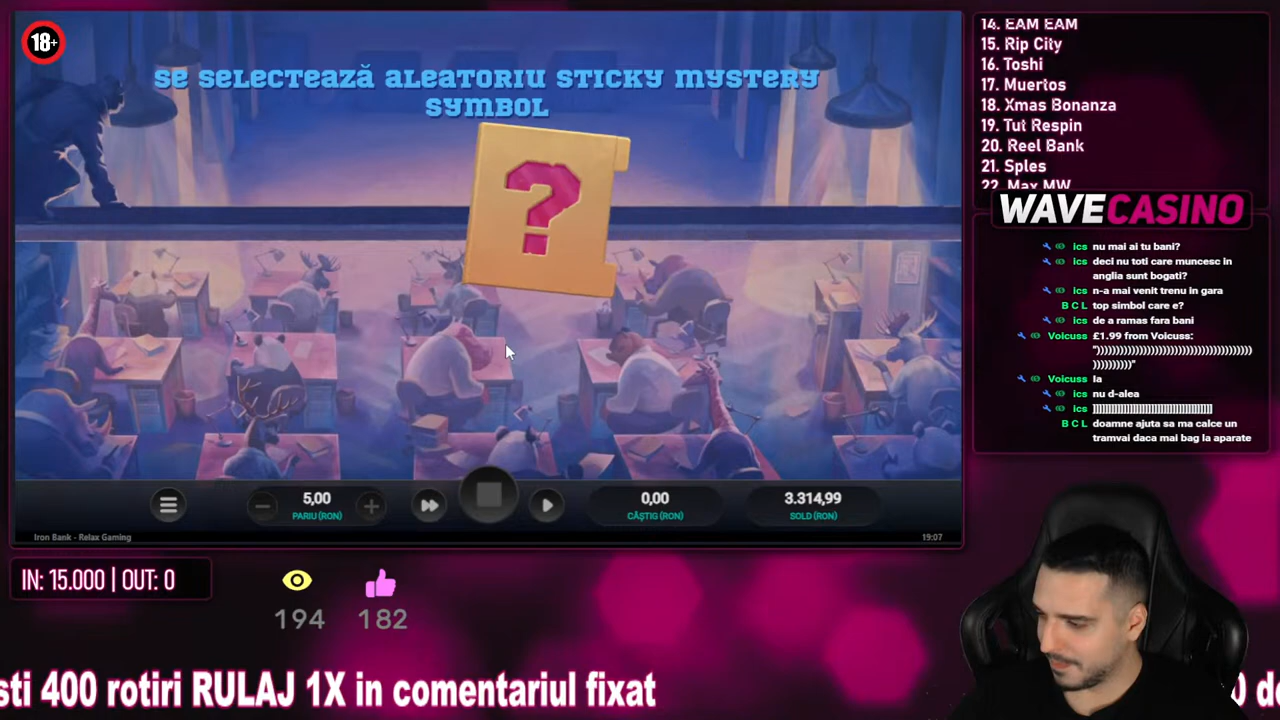 18+
SE SELECTEAZĂ ALEATORIU STICKY MYSTERY
SYMBOL
?
5,00
PARIU (RON)
0,00
CÂȘTIG (RON)
3.314,99
SOLD (RON)
Iron Bank - Relax Gaming
19:07
14. EAM EAM
15. Rip City
16. Toshi
17. Muertos
18. Xmas Bonanza
19. Tut Respin
20. Reel Bank
21. Sples
22. Max MW
WAVECASINO
ics nu mai ai tu bani?
ics deci nu toti care muncesc in
anglia sunt bogati?
ics n-a mai venit trenu in gara
B C L top simbol care e?
ics de a ramas fara bani
Voicuss £1.99 from Voicuss:
Voicuss la
ics nu d-alea
ics
B C L doamne ajuta sa ma calce un
tramvai daca mai bag la aparate
IN: 15.000 | OUT: 0
194
182
sti 400 rotiri RULAJ 1X in comentariul fixat